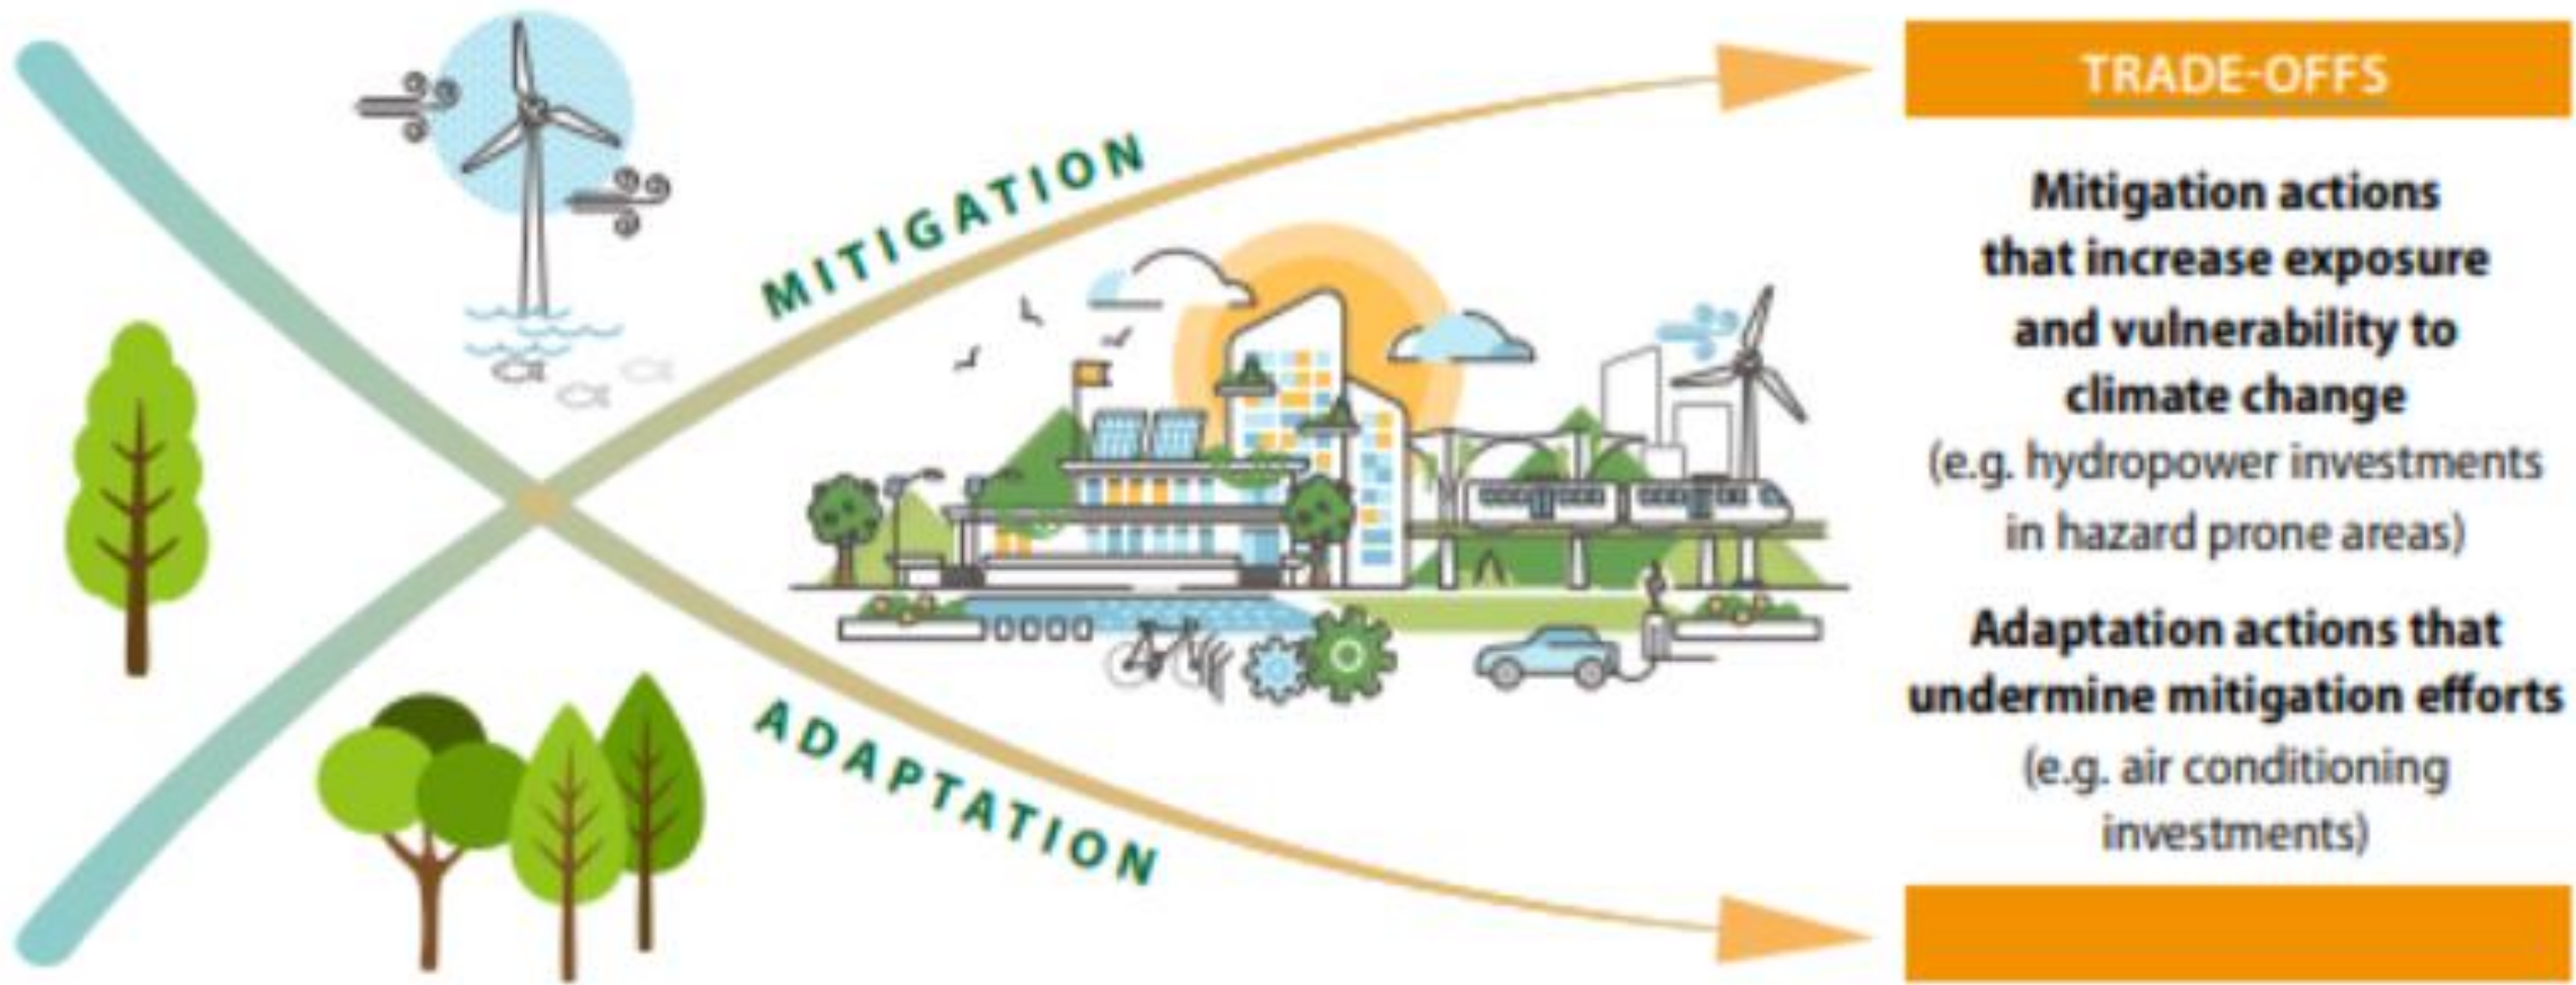 MITIGATION
ADAPTATION
TRADE-OFFS
Mitigation actions
that increase exposure
and vulnerability to
climate change
(e.g. hydropower investments
in hazard prone areas)
Adaptation actions that
undermine mitigation efforts
(e.g. air conditioning
investments)